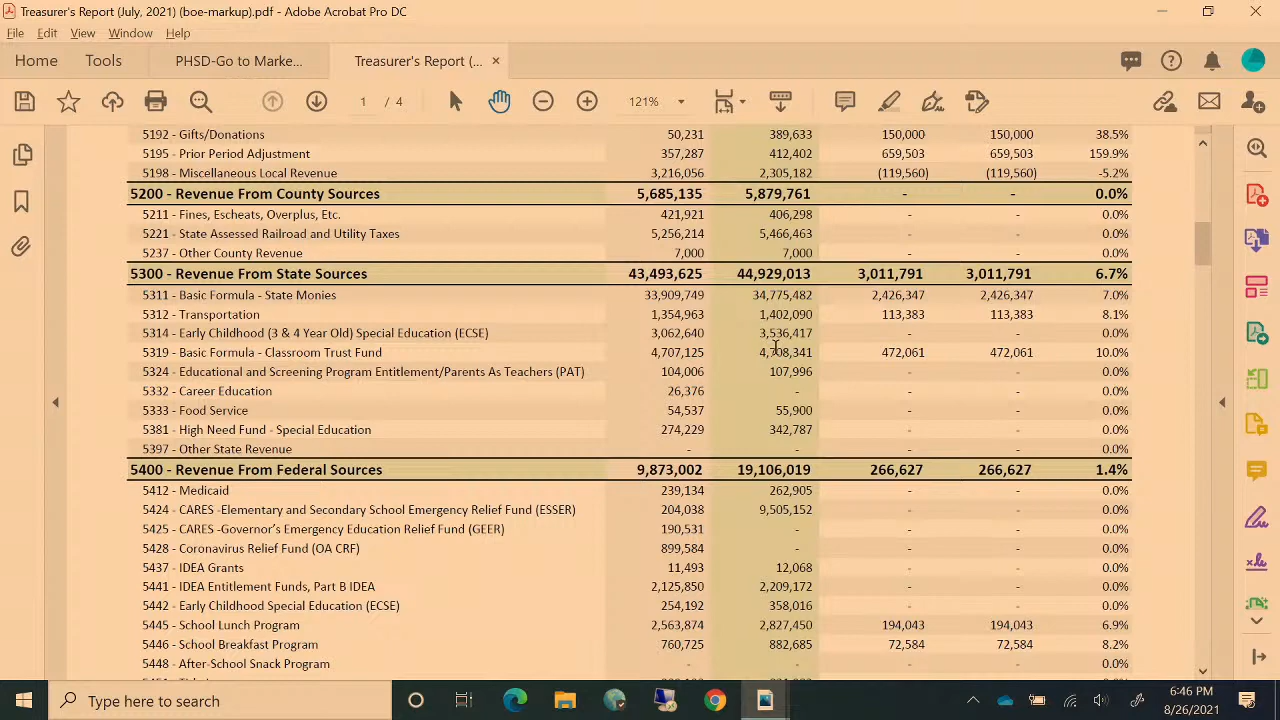 Treasurer's Report (July, 2021) (boe-markup).pdf - Adobe Acrobat Pro DC
File Edit View Window Help
Home Tools PHSD-Go to Marke... Treasurer's Report (... ×
1 / 4 121%
5192 - Gifts/Donations 50,231 389,633 150,000 150,000 38.5%
5195 - Prior Period Adjustment 357,287 412,402 659,503 659,503 159.9%
5198 - Miscellaneous Local Revenue 3,216,056 2,305,182 (119,560) (119,560) -5.2%
5200 - Revenue From County Sources 5,685,135 5,879,761 - - 0.0%
5211 - Fines, Escheats, Overplus, Etc. 421,921 406,298 - - 0.0%
5221 - State Assessed Railroad and Utility Taxes 5,256,214 5,466,463 - - 0.0%
5237 - Other County Revenue 7,000 7,000 - - 0.0%
5300 - Revenue From State Sources 43,493,625 44,929,013 3,011,791 3,011,791 6.7%
5311 - Basic Formula - State Monies 33,909,749 34,775,482 2,426,347 2,426,347 7.0%
5312 - Transportation 1,354,963 1,402,090 113,383 113,383 8.1%
5314 - Early Childhood (3 & 4 Year Old) Special Education (ECSE) 3,062,640 3,536,417 - - 0.0%
5319 - Basic Formula - Classroom Trust Fund 4,707,125 4,708,341 472,061 472,061 10.0%
5324 - Educational and Screening Program Entitlement/Parents As Teachers (PAT) 104,006 107,996 - - 0.0%
5332 - Career Education 26,376 - - - 0.0%
5333 - Food Service 54,537 55,900 - - 0.0%
5381 - High Need Fund - Special Education 274,229 342,787 - - 0.0%
5397 - Other State Revenue - - - - 0.0%
5400 - Revenue From Federal Sources 9,873,002 19,106,019 266,627 266,627 1.4%
5412 - Medicaid 239,134 262,905 - - 0.0%
5424 - CARES -Elementary and Secondary School Emergency Relief Fund (ESSER) 204,038 9,505,152 - - 0.0%
5425 - CARES -Governor's Emergency Education Relief Fund (GEER) 190,531 - - - 0.0%
5428 - Coronavirus Relief Fund (OA CRF) 899,584 - - - 0.0%
5437 - IDEA Grants 11,493 12,068 - - 0.0%
5441 - IDEA Entitlement Funds, Part B IDEA 2,125,850 2,209,172 - - 0.0%
5442 - Early Childhood Special Education (ECSE) 254,192 358,016 - - 0.0%
5445 - School Lunch Program 2,563,874 2,827,450 194,043 194,043 6.9%
5446 - School Breakfast Program 760,725 882,685 72,584 72,584 8.2%
5448 - After-School Snack Program - - - - 0.0%
Type here to search
6:46 PM
8/26/2021